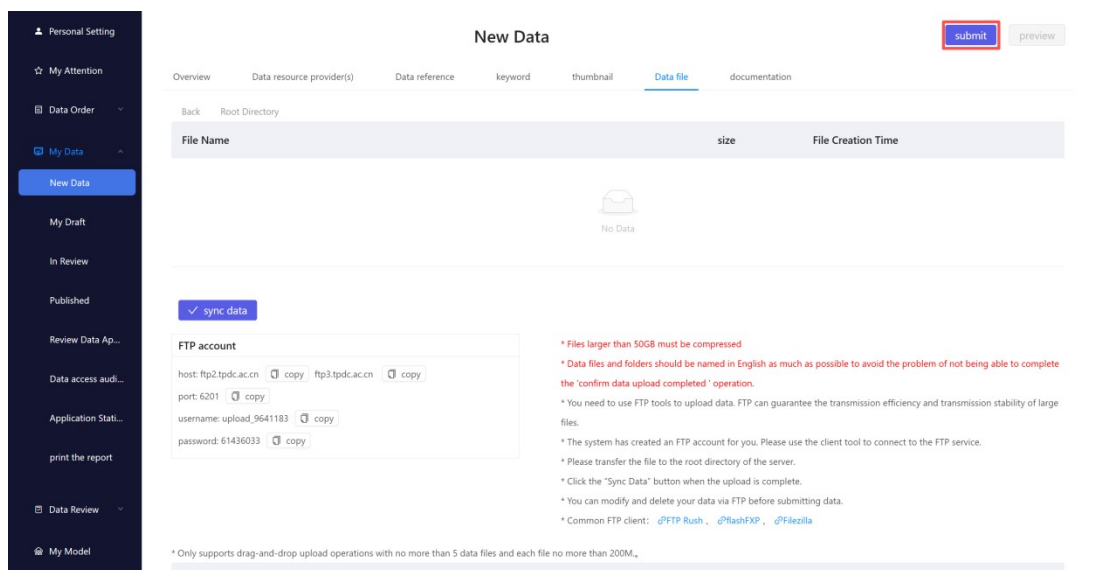 Personal Setting
My Attention
Data Order
My Data
New Data
My Draft
In Review
Published
Review Data Ap...
Data access audi...
Application Stati...
print the report
Data Review
My Model
New Data
submit
preview
Overview Data resource provider(s) Data reference keyword thumbnail Data file documentation
Back Root Directory
File Name size File Creation Time
No Data
sync data
FTP account
host: ftp2.tpdc.ac.cn copy ftp3.tpdc.ac.cn copy
port: 6201 copy
username: upload_9641183 copy
password: 61436033 copy
* Files larger than 50GB must be compressed
* Data files and folders should be named in English as much as possible to avoid the problem of not being able to complete
the 'confirm data upload completed ' operation.
* You need to use FTP tools to upload data. FTP can guarantee the transmission efficiency and transmission stability of large
files.
* The system has created an FTP account for you. Please use the client tool to connect to the FTP service.
* Please transfer the file to the root directory of the server.
* Click the "Sync Data" button when the upload is complete.
* You can modify and delete your data via FTP before submitting data.
* Common FTP client： FTP Rush 、 flashFXP 、 Filezilla
* Only supports drag-and-drop upload operations with no more than 5 data files and each file no more than 200M.。